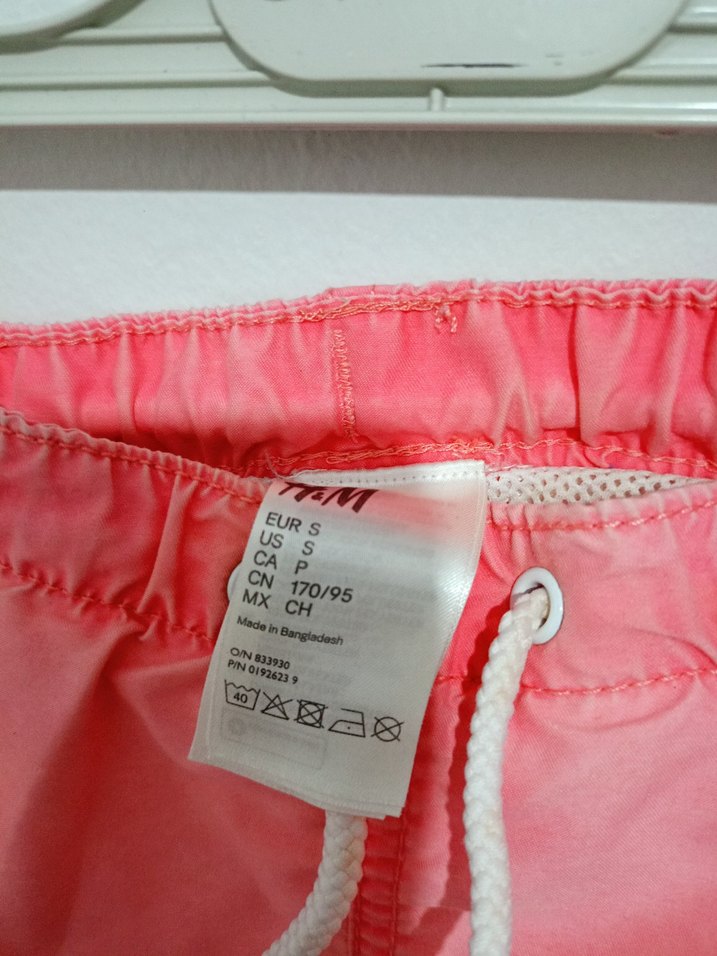 H&M
EUR S
US S
CA P
CN 170/95
MX CH
Made in Bangladesh
O/N 833930
P/N 0192623 9
40